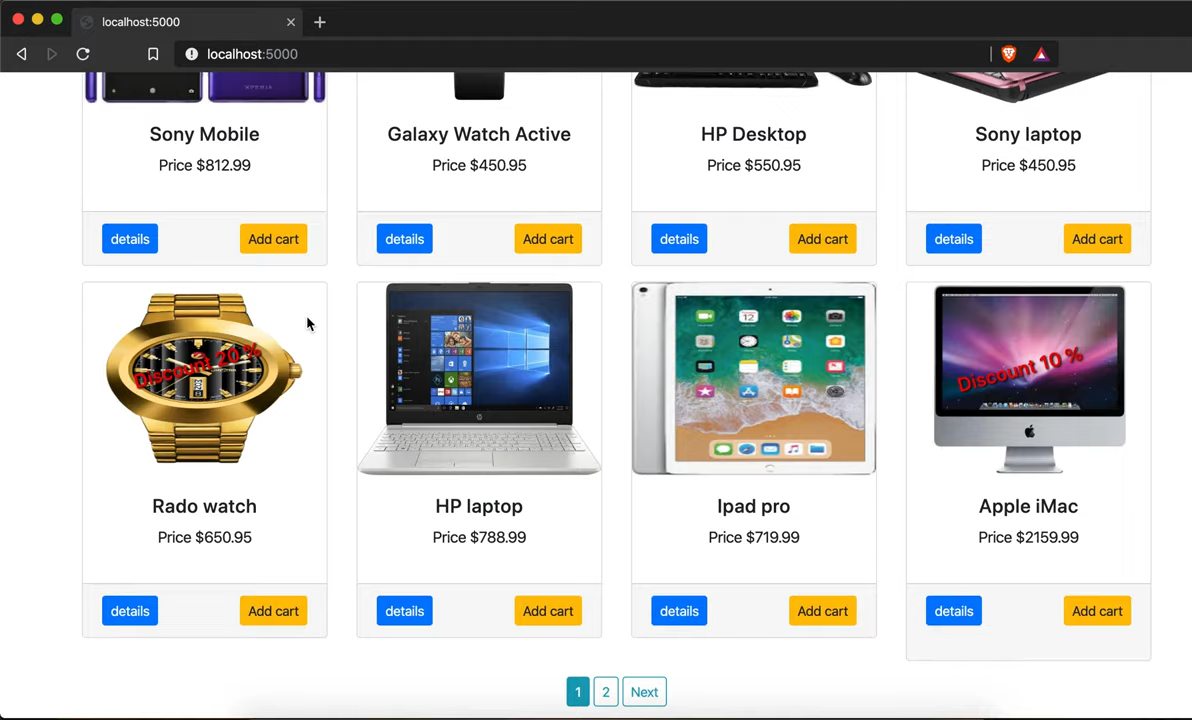 localhost:5000
localhost:5000
XPERIA
Sony Mobile
Price $812.99
details
Add cart
Galaxy Watch Active
Price $450.95
details
Add cart
HP Desktop
Price $550.95
details
Add cart
Sony laptop
Price $450.95
details
Add cart
Discount 20 %
Rado watch
Price $650.95
details
Add cart
HP laptop
Price $788.99
details
Add cart
12
Ipad pro
Price $719.99
details
Add cart
Discount 10 %
Apple iMac
Price $2159.99
details
Add cart
1
2
Next